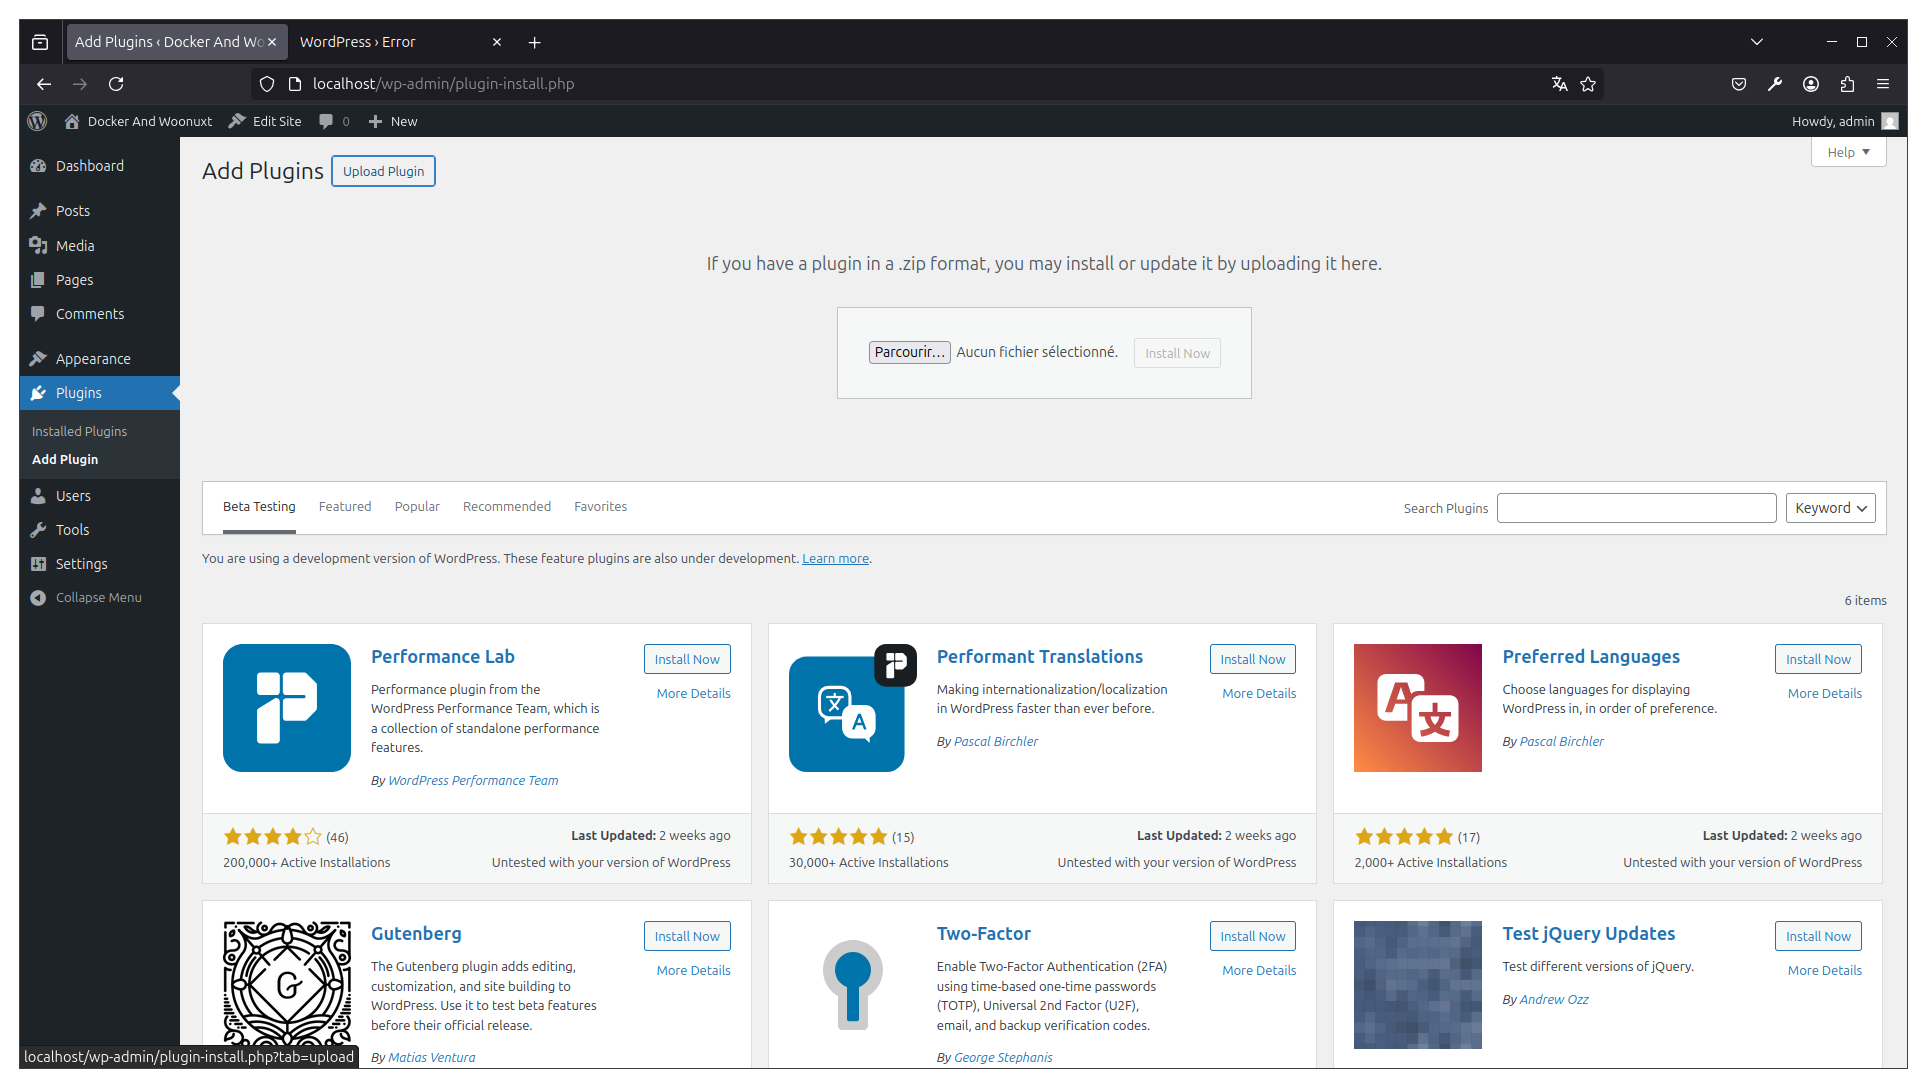 Add Plugins ‹ Docker And Wo
WordPress › Error
localhost/wp-admin/plugin-install.php
Docker And Woonuxt
Edit Site
0
New
Howdy, admin
Dashboard
Posts
Media
Pages
Comments
Appearance
Plugins
Installed Plugins
Add Plugin
Users
Tools
Settings
Collapse Menu
Add Plugins
Upload Plugin
Help
If you have a plugin in a .zip format, you may install or update it by uploading it here.
Parcourir… Aucun fichier sélectionné. Install Now
Beta Testing Featured Popular Recommended Favorites
Search Plugins Keyword
You are using a development version of WordPress. These feature plugins are also under development. Learn more.
6 items
Performance Lab
Install Now
More Details
Performance plugin from the
WordPress Performance Team, which is
a collection of standalone performance
features.
By WordPress Performance Team
(46)
Last Updated: 2 weeks ago
200,000+ Active Installations
Untested with your version of WordPress
文
A
Performant Translations
Install Now
More Details
Making internationalization/localization
in WordPress faster than ever before.
By Pascal Birchler
(15)
Last Updated: 2 weeks ago
30,000+ Active Installations
Untested with your version of WordPress
A
文
Preferred Languages
Install Now
More Details
Choose languages for displaying
WordPress in, in order of preference.
By Pascal Birchler
(17)
Last Updated: 2 weeks ago
2,000+ Active Installations
Untested with your version of WordPress
G
Gutenberg
Install Now
More Details
The Gutenberg plugin adds editing,
customization, and site building to
WordPress. Use it to test beta features
before their official release.
By Matias Ventura
Two-Factor
Install Now
More Details
Enable Two-Factor Authentication (2FA)
using time-based one-time passwords
(TOTP), Universal 2nd Factor (U2F),
email, and backup verification codes.
By George Stephanis
Test jQuery Updates
Install Now
More Details
Test different versions of jQuery.
By Andrew Ozz
localhost/wp-admin/plugin-install.php?tab=upload